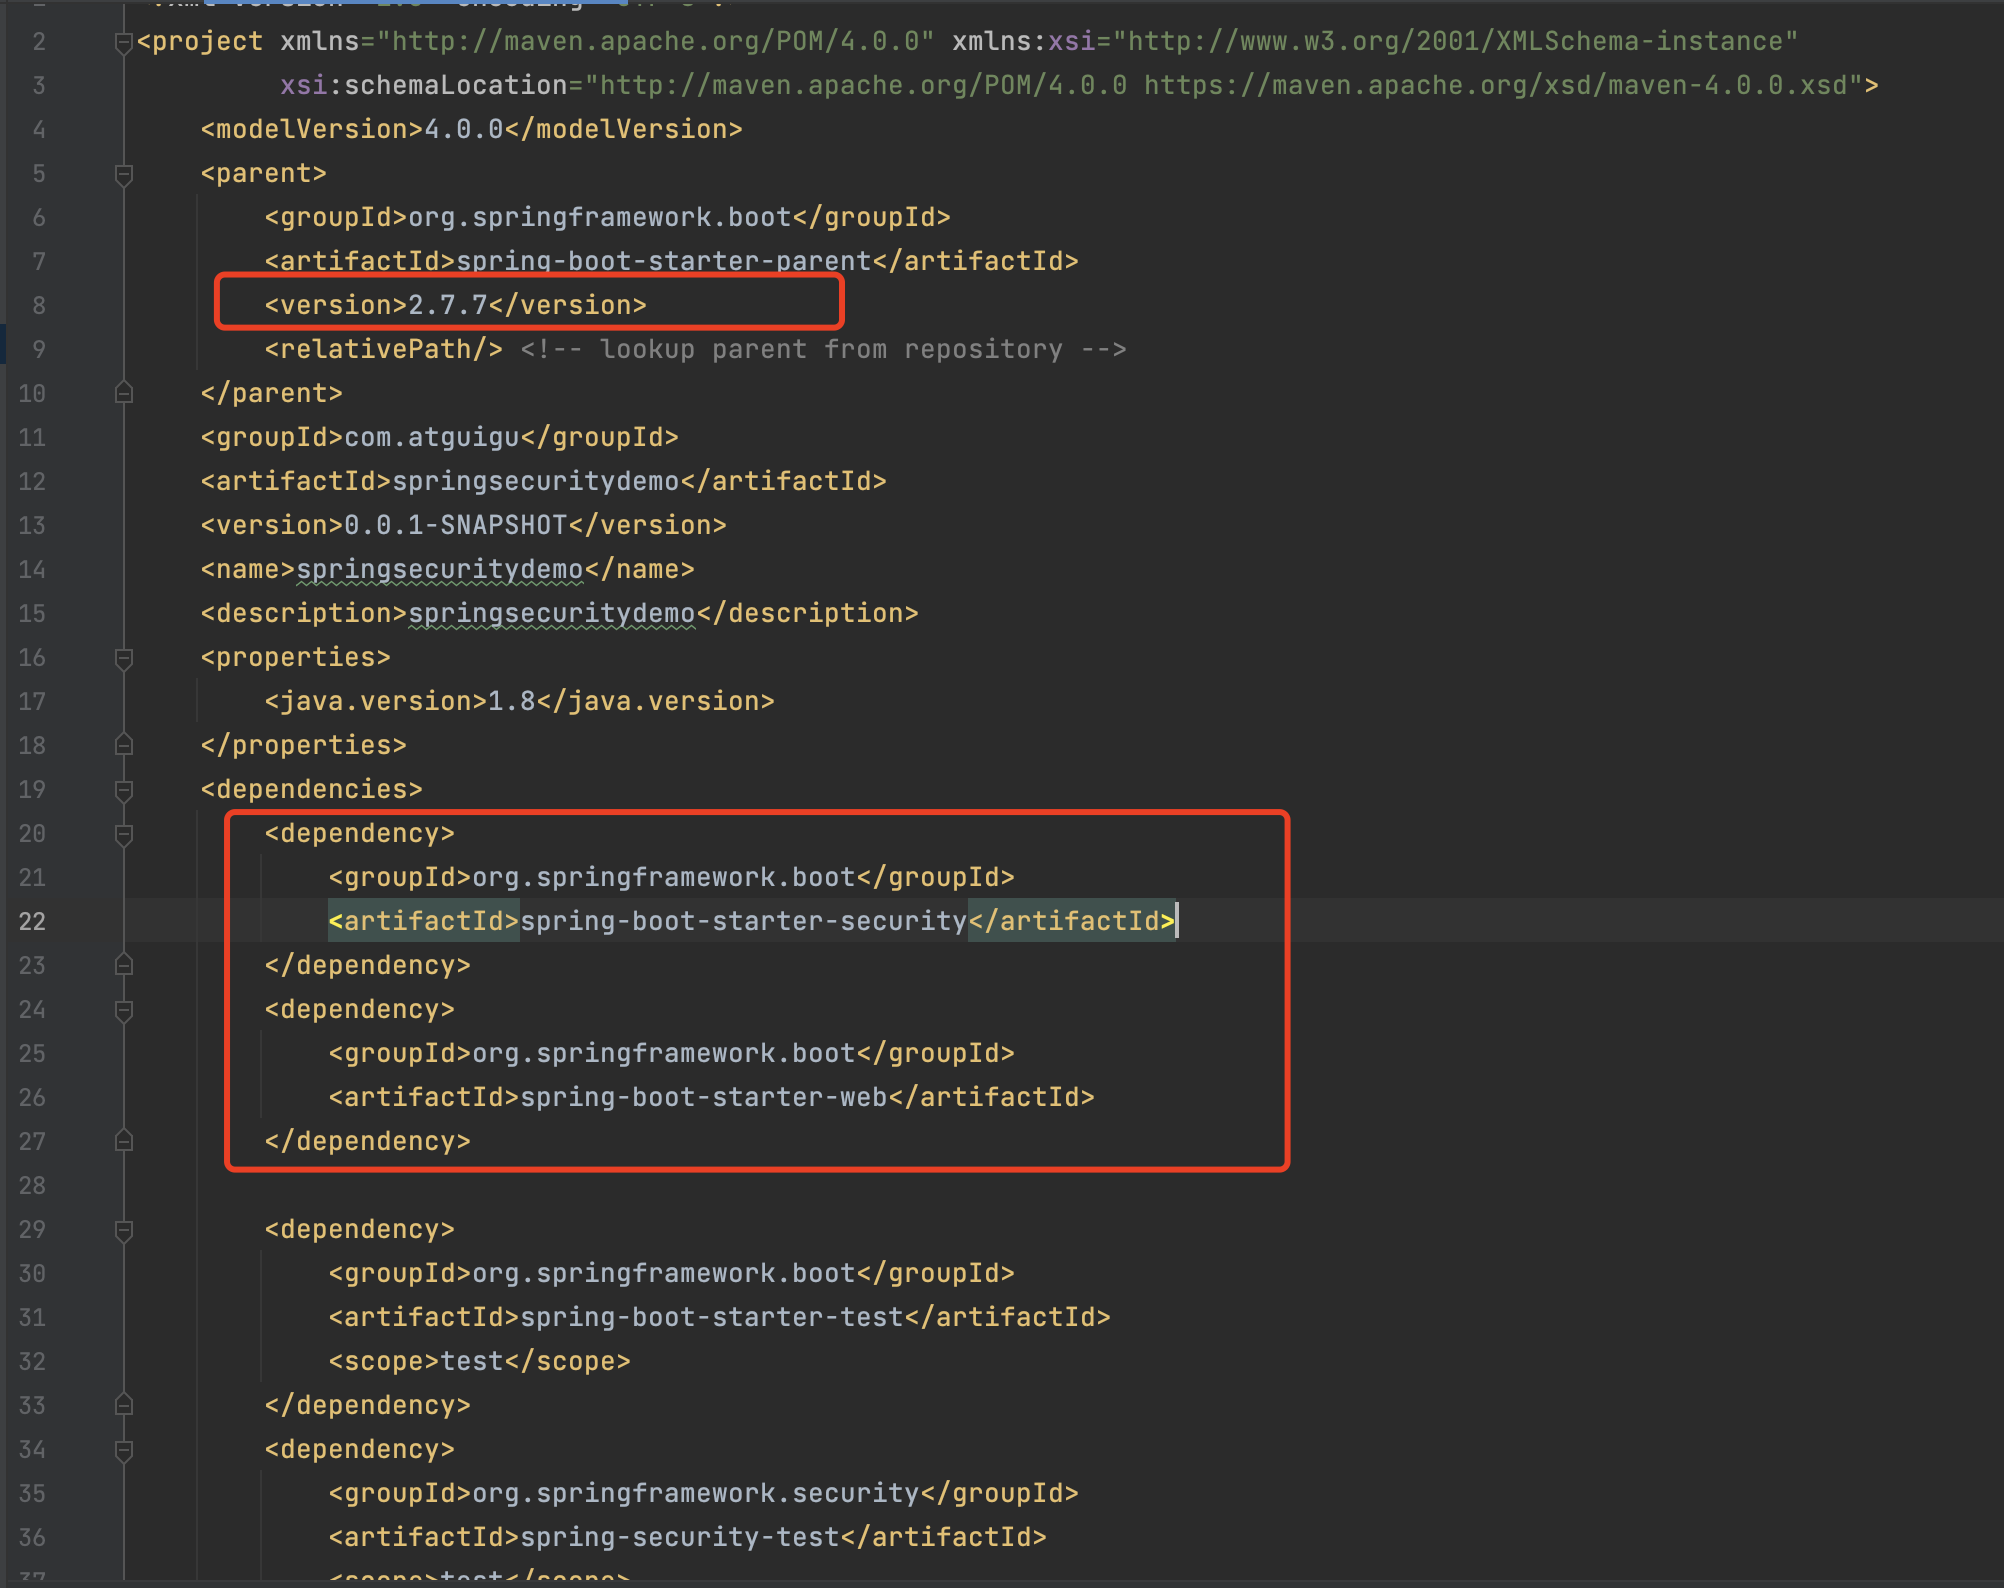 2 <project xmlns="http://maven.apache.org/POM/4.0.0" xmlns:xsi="http://www.w3.org/2001/XMLSchema-instance"
3 xsi:schemaLocation="http://maven.apache.org/POM/4.0.0 https://maven.apache.org/xsd/maven-4.0.0.xsd">
4 <modelVersion>4.0.0</modelVersion>
5 <parent>
6 <groupId>org.springframework.boot</groupId>
7 <artifactId>spring-boot-starter-parent</artifactId>
8 <version>2.7.7</version>
9 <relativePath/> <!-- lookup parent from repository -->
10 </parent>
11 <groupId>com.atguigu</groupId>
12 <artifactId>springsecuritydemo</artifactId>
13 <version>0.0.1-SNAPSHOT</version>
14 <name>springsecuritydemo</name>
15 <description>springsecuritydemo</description>
16 <properties>
17 <java.version>1.8</java.version>
18 </properties>
19 <dependencies>
20 <dependency>
21 <groupId>org.springframework.boot</groupId>
22 <artifactId>spring-boot-starter-security</artifactId>
23 </dependency>
24 <dependency>
25 <groupId>org.springframework.boot</groupId>
26 <artifactId>spring-boot-starter-web</artifactId>
27 </dependency>
28
29 <dependency>
30 <groupId>org.springframework.boot</groupId>
31 <artifactId>spring-boot-starter-test</artifactId>
32 <scope>test</scope>
33 </dependency>
34 <dependency>
35 <groupId>org.springframework.security</groupId>
36 <artifactId>spring-security-test</artifactId>
37 <scope>test</scope>